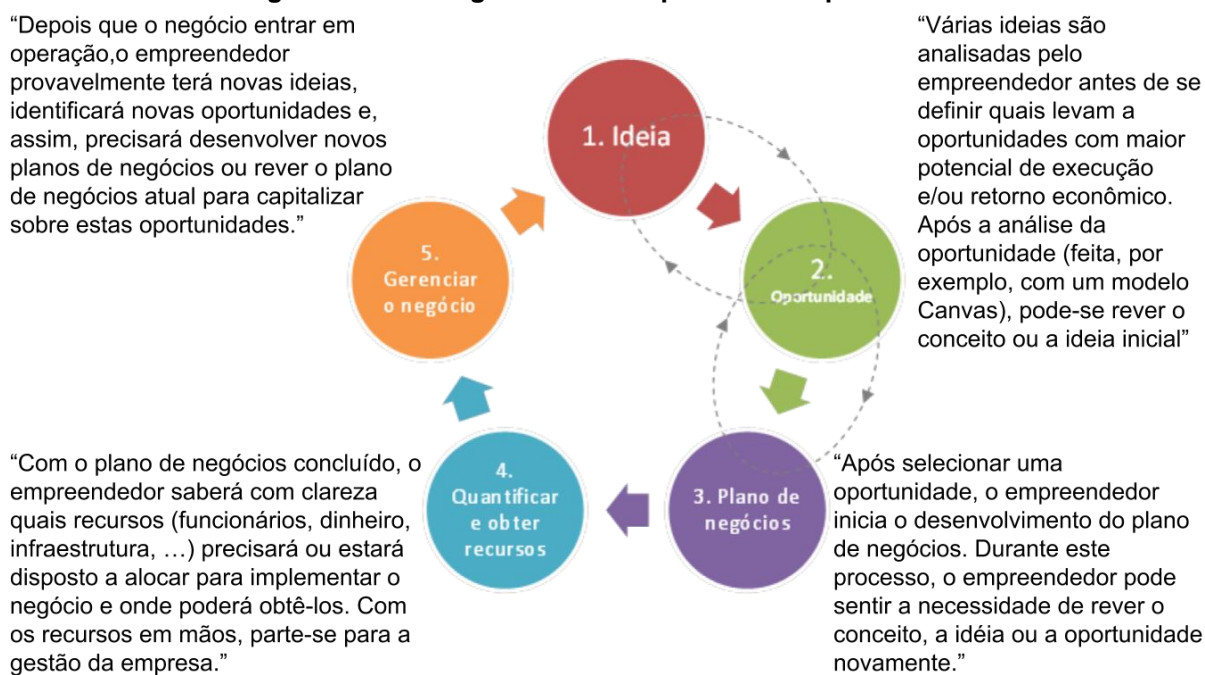 “Depois que o negócio entrar em
operação,o empreendedor
provavelmente terá novas ideias,
identificará novas oportunidades e,
assim, precisará desenvolver novos
planos de negócios ou rever o plano
de negócios atual para capitalizar
sobre estas oportunidades.”
“Várias ideias são
analisadas pelo
empreendedor antes de se
definir quais levam a
oportunidades com maior
potencial de execução
e/ou retorno econômico.
Após a análise da
oportunidade (feita, por
exemplo, com um modelo
Canvas), pode-se rever o
conceito ou a ideia inicial”
1. Ideia
2.
Oportunidade
3. Plano de
negócios
4.
Quantificar
e obter
recursos
5.
Gerenciar
o negócio
“Com o plano de negócios concluído, o
empreendedor saberá com clareza
quais recursos (funcionários, dinheiro,
infraestrutura, …) precisará ou estará
disposto a alocar para implementar o
negócio e onde poderá obtê-los. Com
os recursos em mãos, parte-se para a
gestão da empresa.”
“Após selecionar uma
oportunidade, o empreendedor
inicia o desenvolvimento do plano
de negócios. Durante este
processo, o empreendedor pode
sentir a necessidade de rever o
conceito, a idéia ou a oportunidade
novamente.”